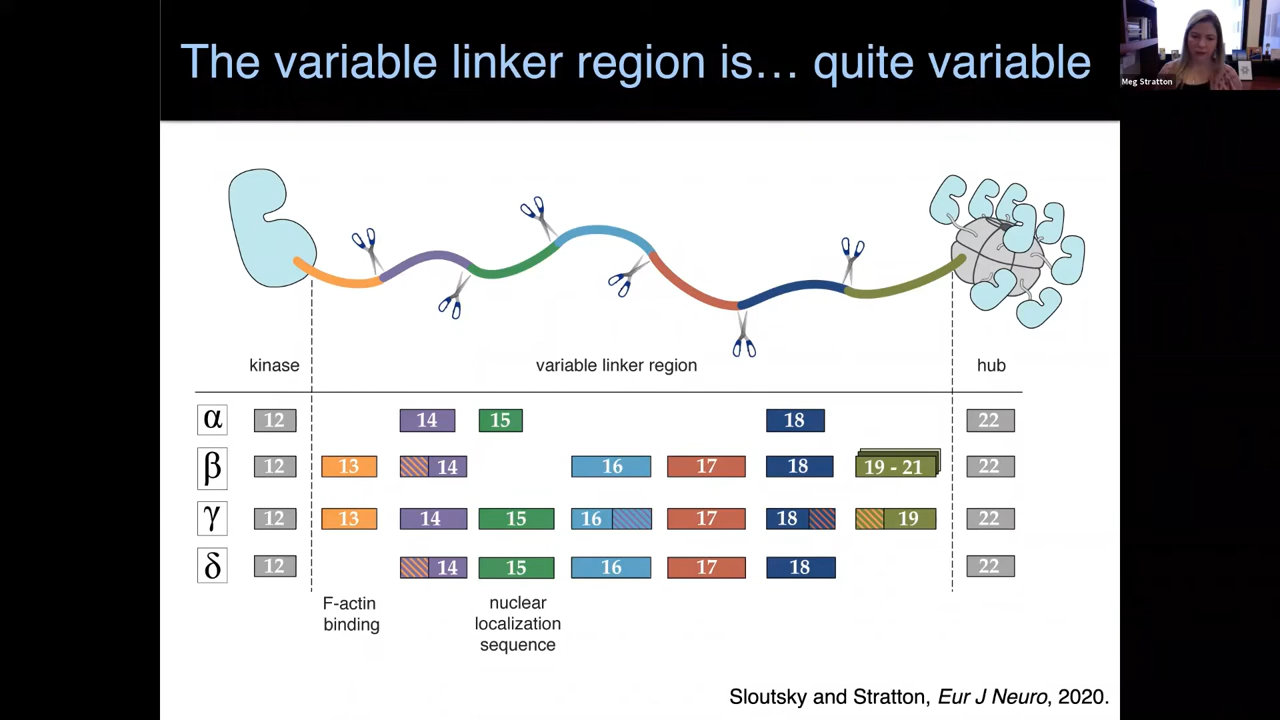 The variable linker region is... quite variable
Meg Stratton
kinase
variable linker region
hub
α 12 14 15 18 22
β 12 13 14 16 17 18 19 - 21 22
γ 12 13 14 15 16 17 18 19 22
δ 12 14 15 16 17 18 22
F-actin
binding
nuclear
localization
sequence
Sloutsky and Stratton, Eur J Neuro, 2020.